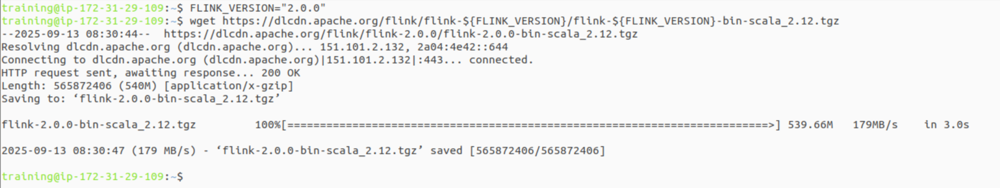 training@ip-172-31-29-109:~$ FLINK_VERSION="2.0.0"
training@ip-172-31-29-109:~$ wget https://dlcdn.apache.org/flink/flink-${FLINK_VERSION}/flink-${FLINK_VERSION}-bin-scala_2.12.tgz
--2025-09-13 08:30:44--  https://dlcdn.apache.org/flink/flink-2.0.0/flink-2.0.0-bin-scala_2.12.tgz
Resolving dlcdn.apache.org (dlcdn.apache.org)... 151.101.2.132, 2a04:4e42::644
Connecting to dlcdn.apache.org (dlcdn.apache.org)|151.101.2.132|:443... connected.
HTTP request sent, awaiting response... 200 OK
Length: 565872406 (540M) [application/x-gzip]
Saving to: ‘flink-2.0.0-bin-scala_2.12.tgz’
flink-2.0.0-bin-scala_2.12.tgz         100%[==========================================================================>] 539.66M   179MB/s    in 3.0s
2025-09-13 08:30:47 (179 MB/s) - ‘flink-2.0.0-bin-scala_2.12.tgz’ saved [565872406/565872406]
training@ip-172-31-29-109:~$